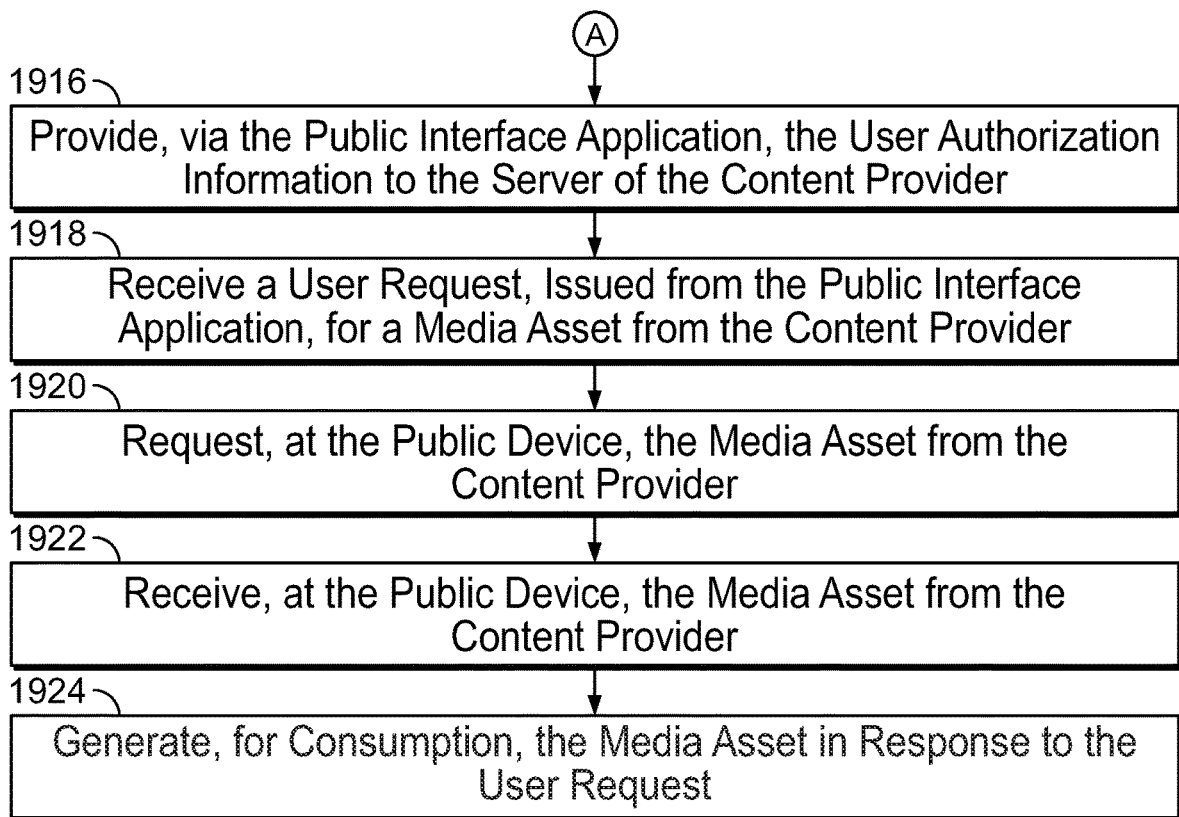 A
1916
Provide, via the Public Interface Application, the User Authorization
Information to the Server of the Content Provider
1918
Receive a User Request, Issued from the Public Interface
Application, for a Media Asset from the Content Provider
1920
Request, at the Public Device, the Media Asset from the
Content Provider
1922
Receive, at the Public Device, the Media Asset from the
Content Provider
1924
Generate, for Consumption, the Media Asset in Response to the
User Request